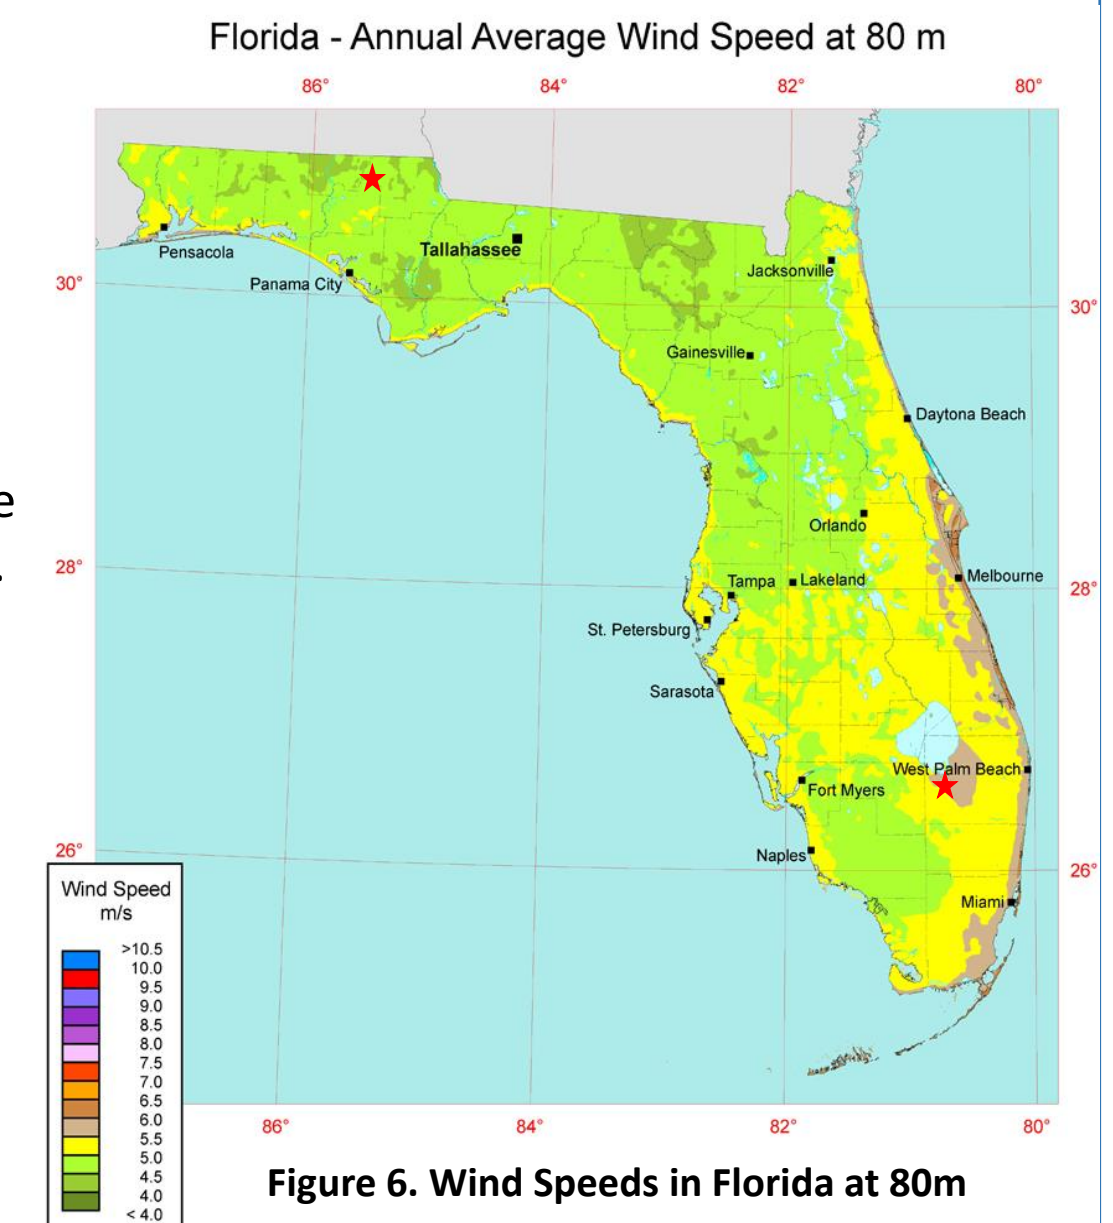 Florida - Annual Average Wind Speed at 80 m
86° 84° 82° 80°
Pensacola
Tallahassee
Panama City
Jacksonville
30° 30°
Gainesville
Daytona Beach
e
.
Orlando
28° 28°
Tampa
Lakeland
Melbourne
St. Petersburg
Sarasota
West Palm Beach
Fort Myers
Naples
26° 26°
Miami
Wind Speed
m/s
>10.5
10.0
9.5
9.0
8.5
8.0
7.5
7.0
6.5
6.0
5.5
5.0
4.5
4.0
< 4.0
86° 84° 82° 80°
Figure 6. Wind Speeds in Florida at 80m